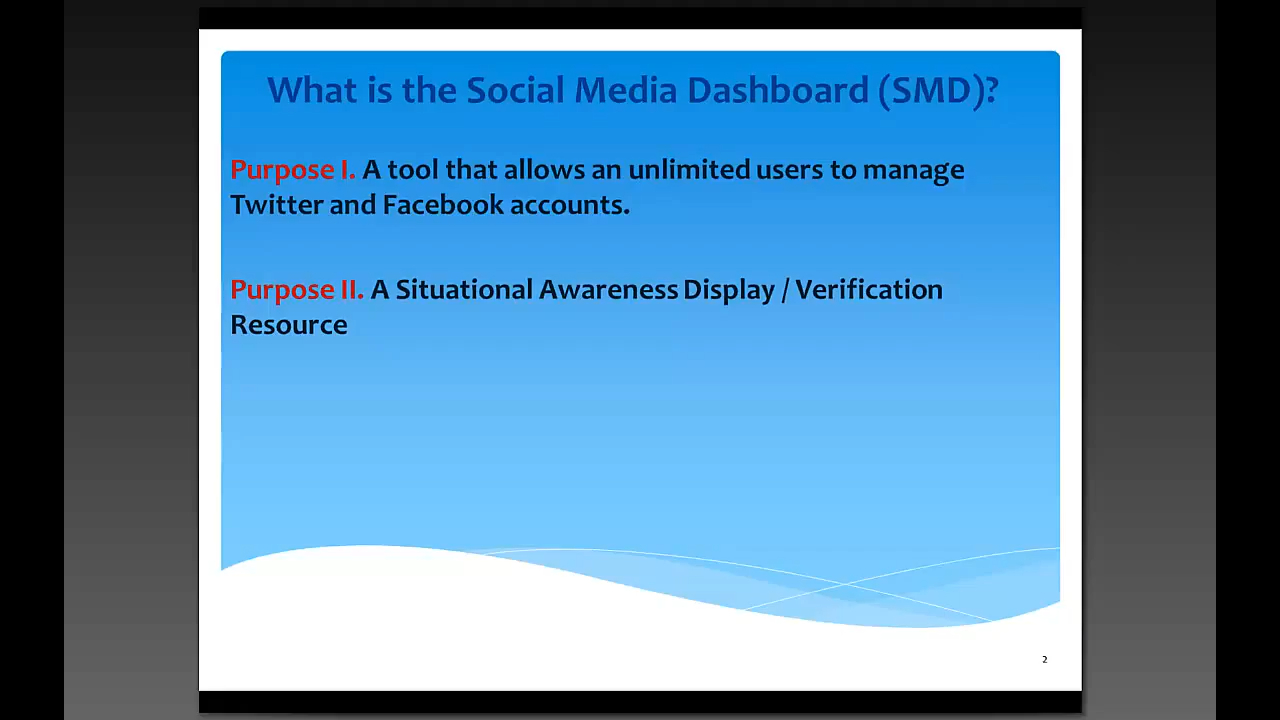 What is the Social Media Dashboard (SMD)?
Purpose I. A tool that allows an unlimited users to manage
Twitter and Facebook accounts.
Purpose II. A Situational Awareness Display / Verification
Resource
2